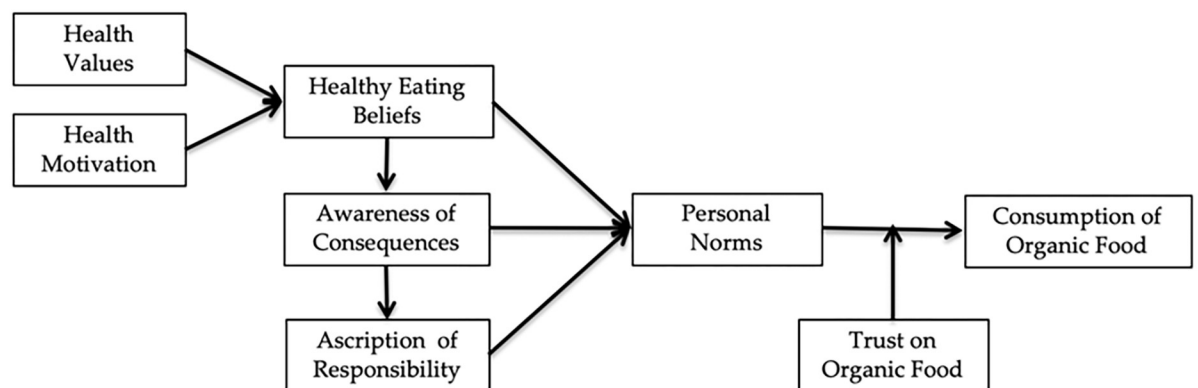 Health
Values
Health
Motivation
Healthy Eating
Beliefs
Awareness of
Consequences
Ascription of
Responsibility
Personal
Norms
Consumption of
Organic Food
Trust on
Organic Food